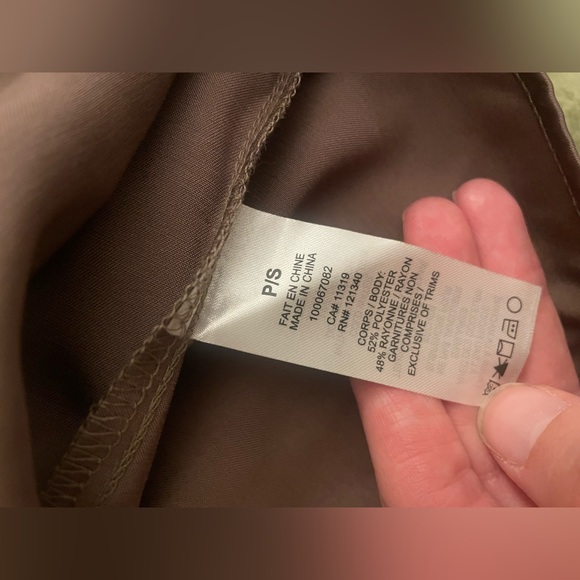 P/S
FAIT EN CHINE
MADE IN CHINA
100067082
CA# 11319
RN# 121340
CORPS / BODY:
52% POLYESTER
48% RAYONNE / RAYON
GARNITURES NON
COMPRISES /
EXCLUSIVE OF TRIMS